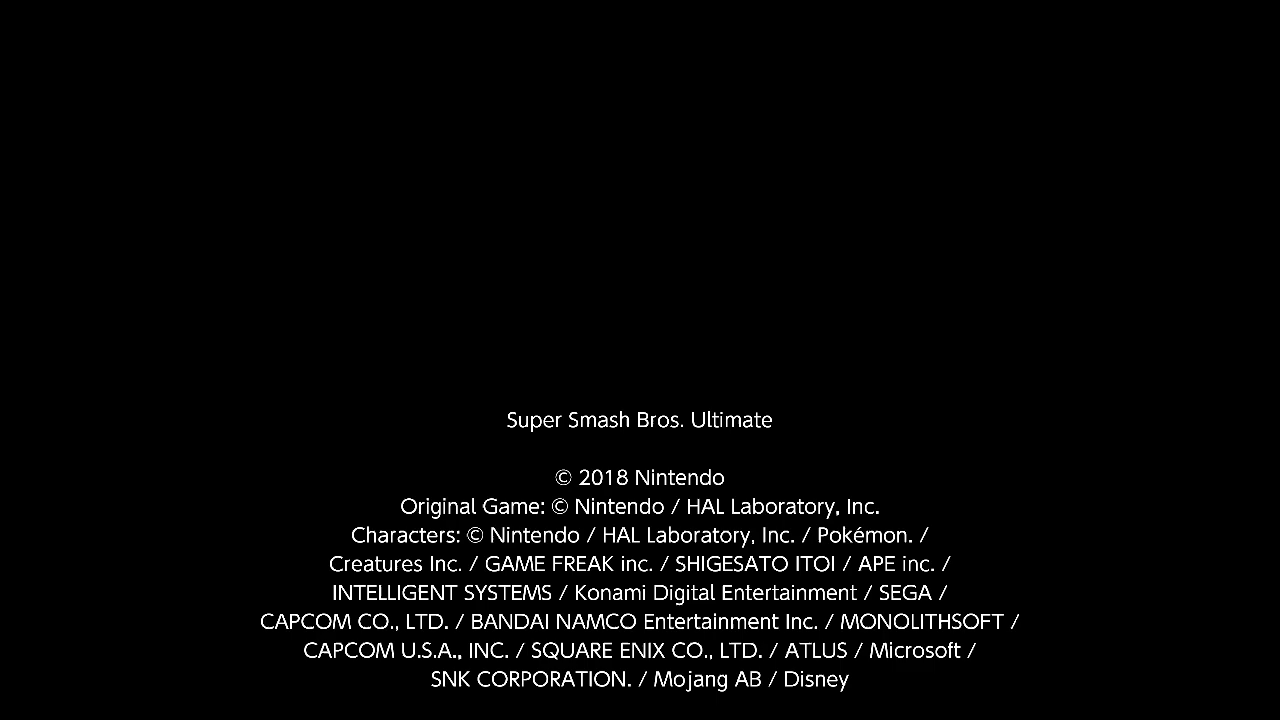 Super Smash Bros. Ultimate
© 2018 Nintendo
Original Game: © Nintendo / HAL Laboratory, Inc.
Characters: © Nintendo / HAL Laboratory, Inc. / Pokémon. /
Creatures Inc. / GAME FREAK inc. / SHIGESATO ITOI / APE inc. /
INTELLIGENT SYSTEMS / Konami Digital Entertainment / SEGA /
CAPCOM CO., LTD. / BANDAI NAMCO Entertainment Inc. / MONOLITHSOFT /
CAPCOM U.S.A., INC. / SQUARE ENIX CO., LTD. / ATLUS / Microsoft /
SNK CORPORATION. / Mojang AB / Disney